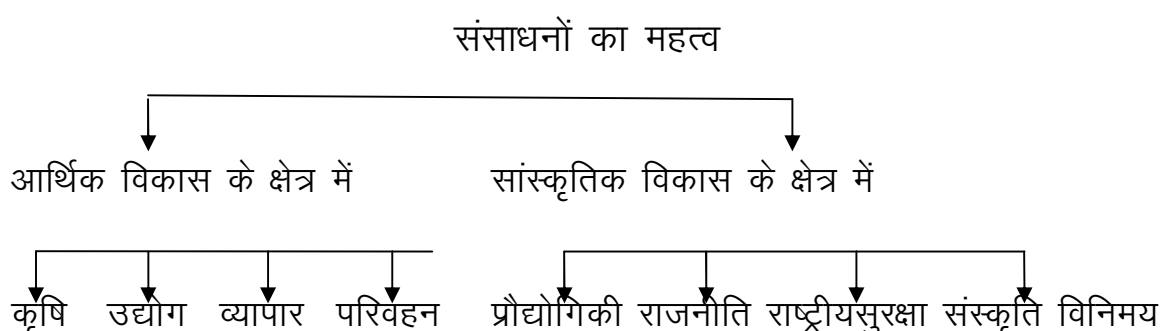 संसाधनों का महत्व
आर्थिक विकास के क्षेत्र में सांस्कृतिक विकास के क्षेत्र में
कृषि उद्योग व्यापार परिवहन प्रौद्योगिकी राजनीति राष्ट्रीयसुरक्षा संस्कृति विनिमय